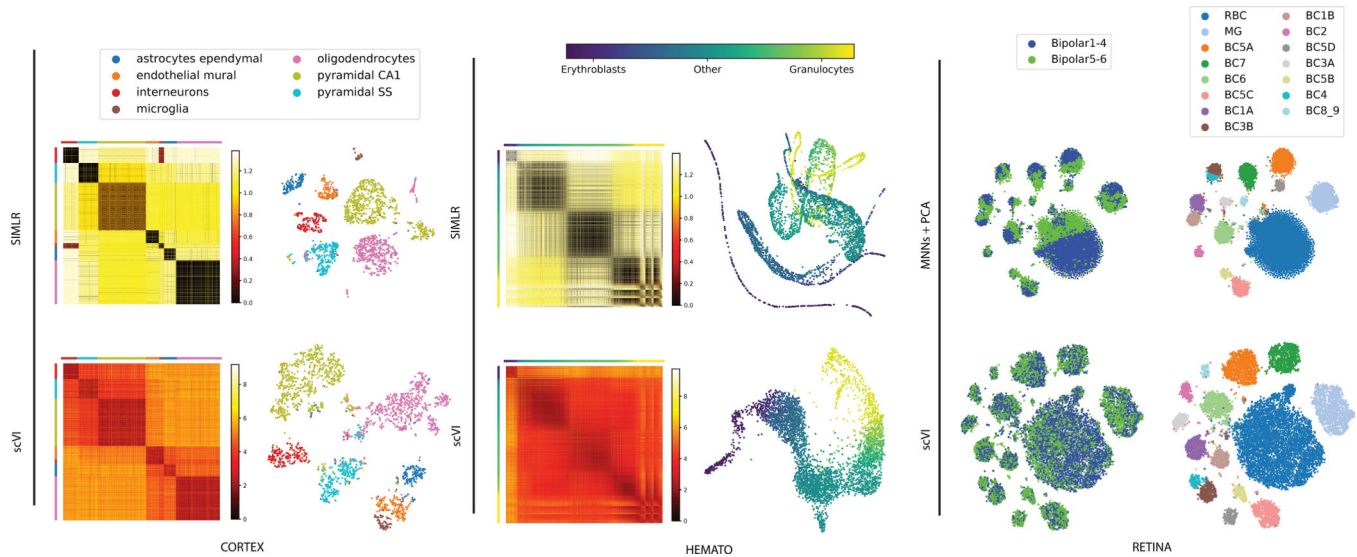 astrocytes ependymal
endothelial mural
interneurons
microglia
oligodendrocytes
pyramidal CA1
pyramidal SS
SIMLR
1.2
1.0
0.8
0.6
0.4
0.2
0.0
scVI
8
6
4
2
0
CORTEX
Erythroblasts
Other
Granulocytes
SIMLR
1.2
1.0
0.8
0.6
0.4
0.2
0.0
scVI
8
6
4
2
0
HEMATO
Bipolar1-4
Bipolar5-6
RBC
MG
BC5A
BC7
BC6
BC5C
BC1A
BC3B
BC1B
BC2
BC5D
BC3A
BC5B
BC4
BC8_9
MNNs + PCA
scVI
RETINA